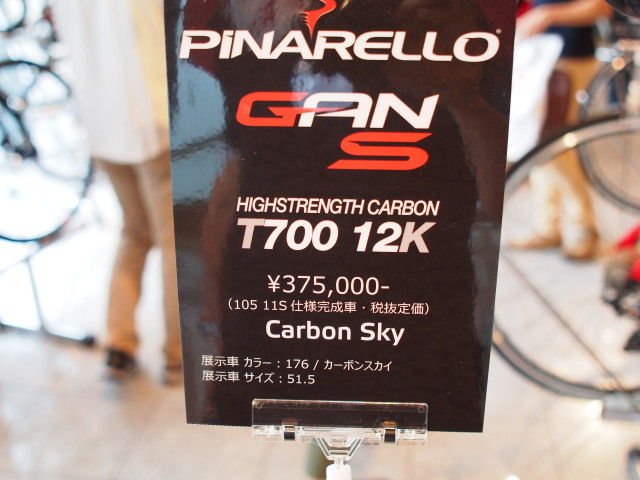 PINARELLO
GAN
S
HIGHSTRENGTH CARBON
T700 12K
¥375,000-
（105 11S 仕様完成車・税抜定価）
Carbon Sky
展示車 カラー：176 / カーボンスカイ
展示車 サイズ：51.5